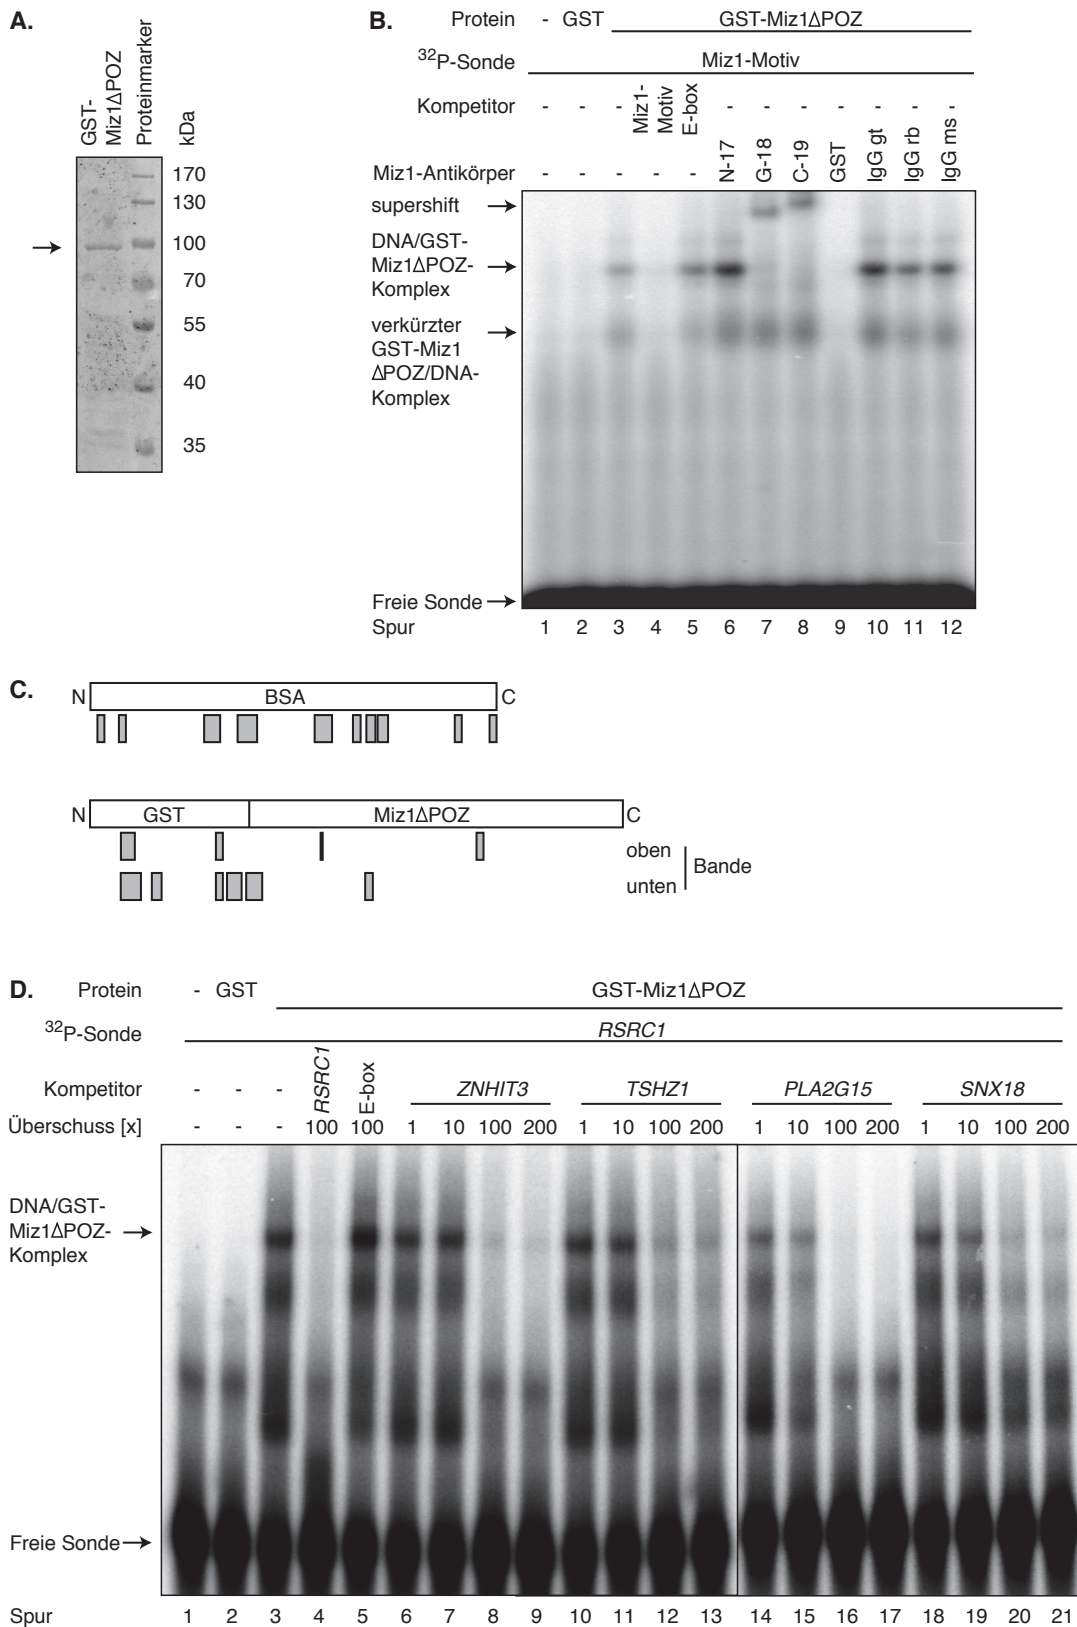 A.
GST-
Miz1ΔPOZ
Proteinmarker
kDa
170
130
100
70
55
40
35
B.
Protein - GST GST-Miz1ΔPOZ
32P-Sonde Miz1-Motiv
Kompetitor - - - Miz1-Motiv E-box - - - - - - -
Miz1-Antikörper - - - - - N-17 G-18 C-19 GST IgG gt IgG rb IgG ms
supershift
DNA/GST-
Miz1ΔPOZ-
Komplex
verkürzter
GST-Miz1
ΔPOZ/DNA-
Komplex
Freie Sonde
Spur 1 2 3 4 5 6 7 8 9 10 11 12
C.
N BSA C
N GST Miz1ΔPOZ C
oben
unten
Bande
D.
Protein - GST GST-Miz1ΔPOZ
32P-Sonde RSRC1
Kompetitor - - - RSRC1 E-box ZNHIT3 TSHZ1 PLA2G15 SNX18
Überschuss [x] - - - 100 100 1 10 100 200 1 10 100 200 1 10 100 200 1 10 100 200
DNA/GST-
Miz1ΔPOZ-
Komplex
Freie Sonde
Spur 1 2 3 4 5 6 7 8 9 10 11 12 13 14 15 16 17 18 19 20 21